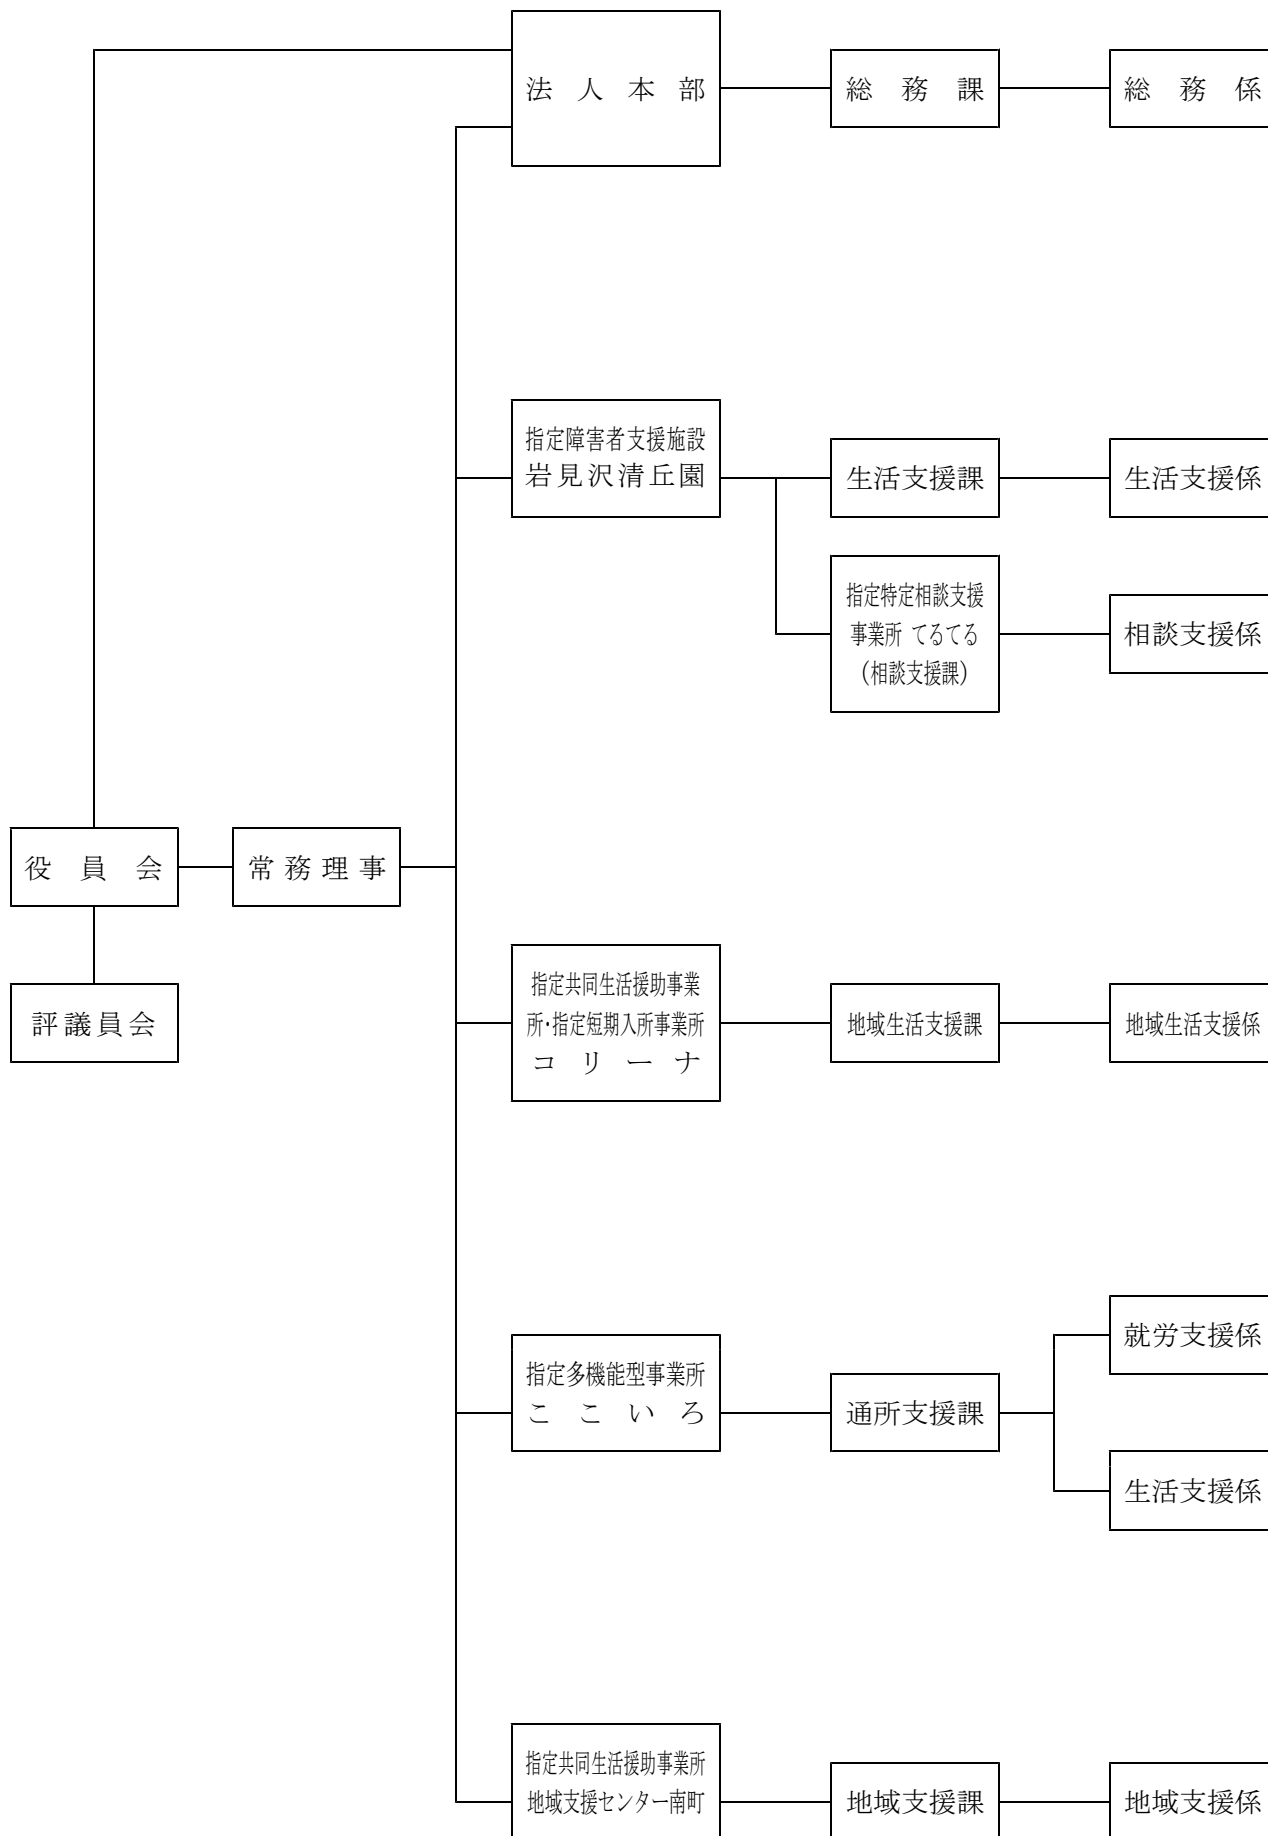 法人本部
総務課
総務係
指定障害者支援施設
岩見沢清丘園
生活支援課
生活支援係
指定特定相談支援
事業所 てるてる
（相談支援課）
相談支援係
役員会
常務理事
評議員会
指定共同生活援助事業
所・指定短期入所事業所
コリーナ
地域生活支援課
地域生活支援係
指定多機能型事業所
ここいろ
通所支援課
就労支援係
生活支援係
指定共同生活援助事業所
地域支援センター南町
地域支援課
地域支援係